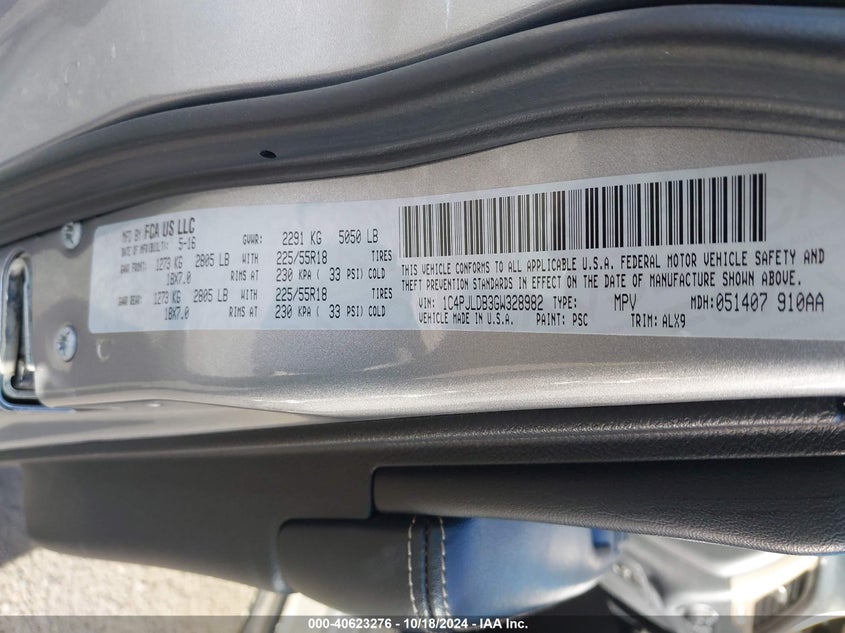 MFD BY FCA US LLC
DATE OF MFR(BUILT): 5-16 GVWR: 2291 KG 5050 LB
GAWR FRONT: 1273 KG 2805 LB WITH 225/55R18 TIRES
18X7.0 RIMS AT 230 KPA ( 33 PSI) COLD
GAWR REAR: 1273 KG 2805 LB WITH 225/55R18 TIRES
18X7.0 RIMS AT 230 KPA ( 33 PSI) COLD
THIS VEHICLE CONFORMS TO ALL APPLICABLE U.S.A. FEDERAL MOTOR VEHICLE SAFETY AND
THEFT PREVENTION STANDARDS IN EFFECT ON THE DATE OF MANUFACTURE SHOWN ABOVE.
VIN: 1C4PJLDB3GW328982 TYPE: MPV MDH:051407 910AA
VEHICLE MADE IN U.S.A. PAINT: PSC TRIM: ALX9
000-40623276 - 10/18/2024 - IAA Inc.